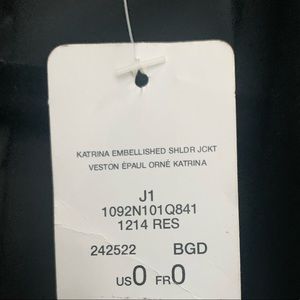 KATRINA EMBELLISHED SHLDR JCKT
VESTON ÉPAUL ORNÉ KATRINA
J1
1092N101Q841
1214 RES
242522 BGD
US0 FR0